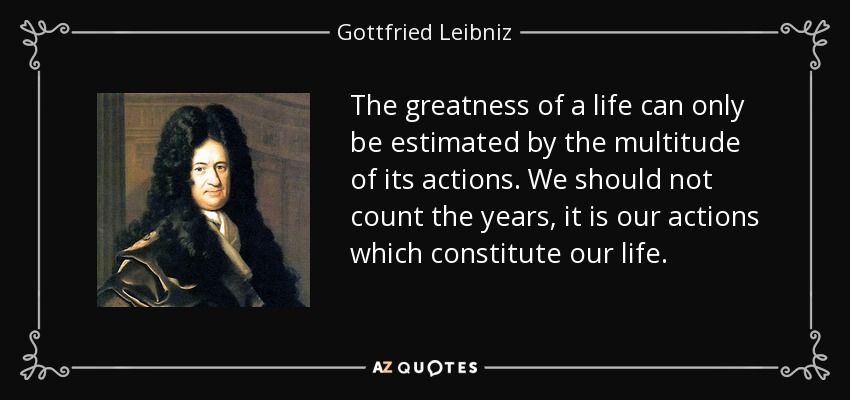 Gottfried Leibniz
The greatness of a life can only
be estimated by the multitude
of its actions. We should not
count the years, it is our actions
which constitute our life.
AZ QUOTES